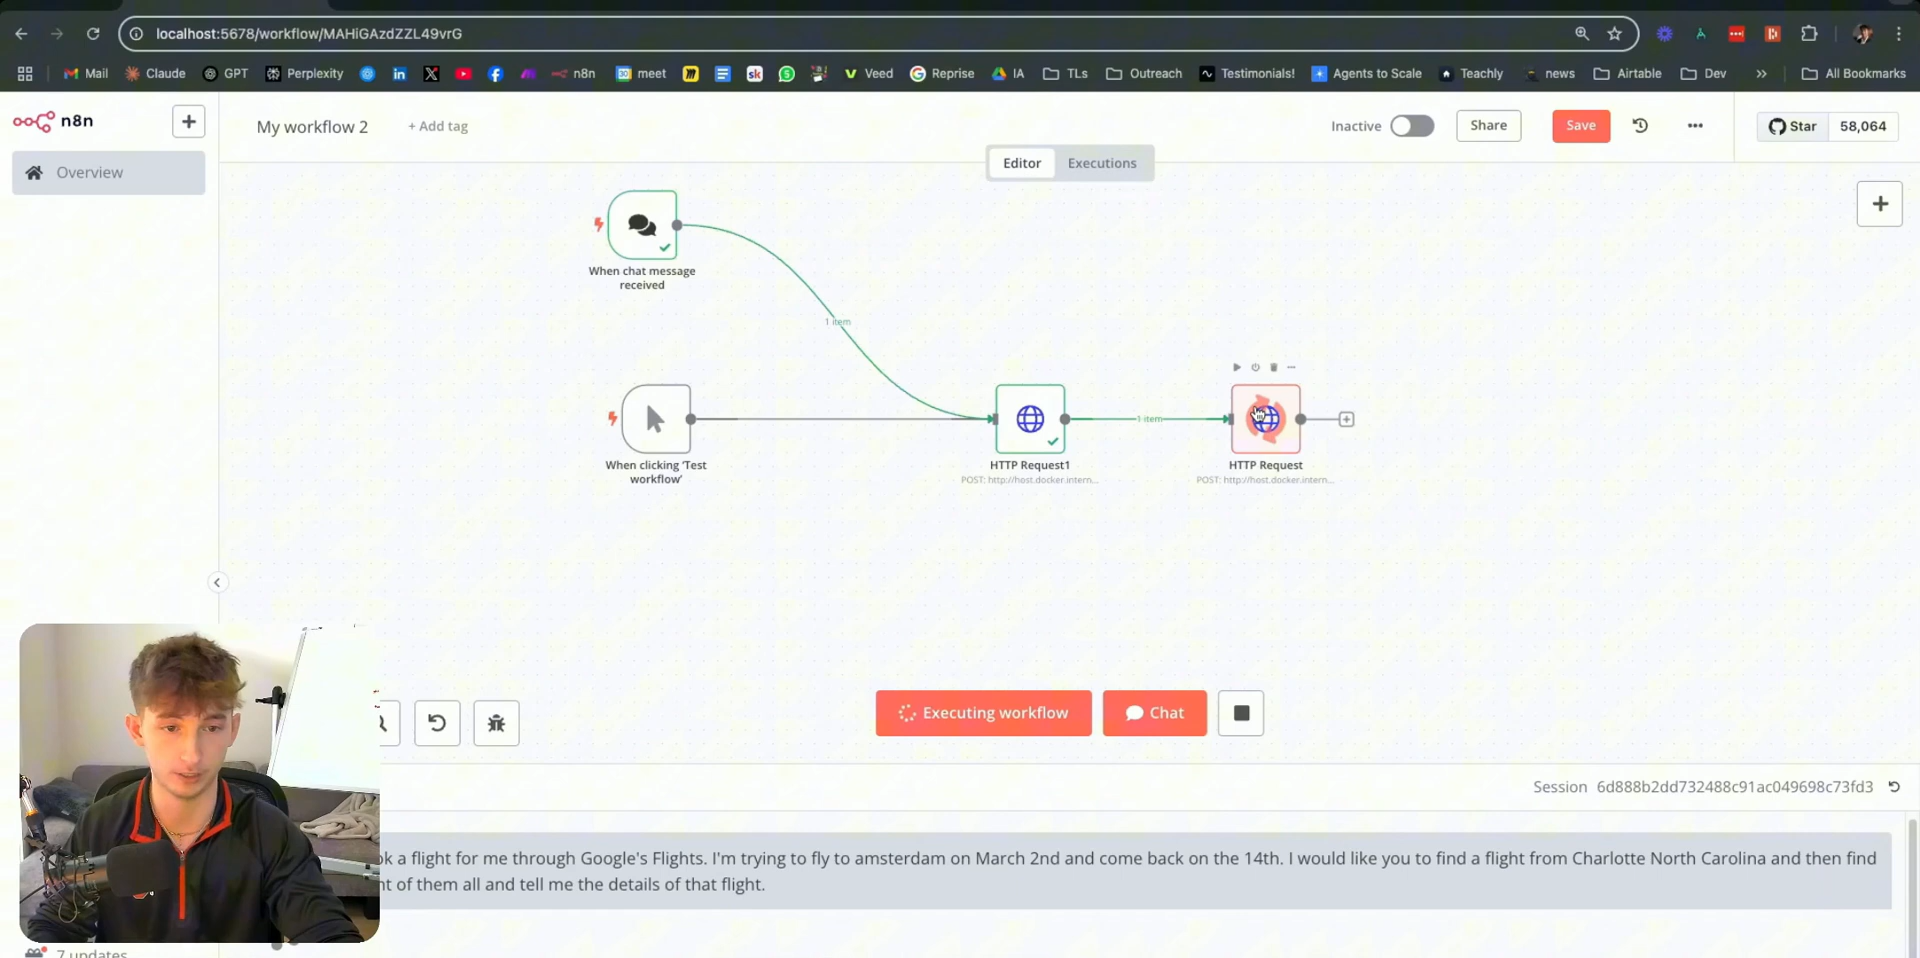 localhost:5678/workflow/MAHiGAzdZZL49vrG
Mail Claude GPT Perplexity n8n meet sk Veed Reprise IA TLs Outreach Testimonials! Agents to Scale Teachly news Airtable Dev » All Bookmarks
n8n
My workflow 2 + Add tag
Inactive Share Save Star 58,064
Overview
Editor Executions
When chat message
received
1 item
1 item
When clicking ‘Test
workflow’
HTTP Request1
POST: http://host.docker.intern...
HTTP Request
POST: http://host.docker.intern...
Executing workflow Chat
Session 6d888b2dd732488c91ac049698c73fd3
a flight for me through Google's Flights. I'm trying to fly to amsterdam on March 2nd and come back on the 14th. I would like you to find a flight from Charlotte North Carolina and then find
of them all and tell me the details of that flight.
7 updates